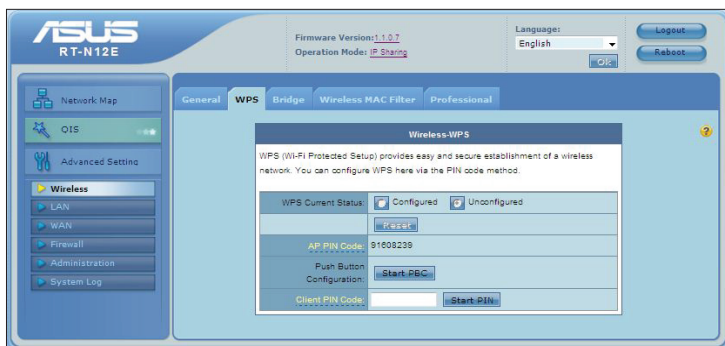 ASUS
RT-N12E
Firmware Version:1.1.0.7
Operation Mode: IP Sharing
Language:
English
Ok
Logout
Reboot
Network Map
QIS
Advanced Setting
Wireless
LAN
WAN
Firewall
Administration
System Log
General WPS Bridge Wireless MAC Filter Professional
Wireless-WPS
WPS (Wi-Fi Protected Setup) provides easy and secure establishment of a wireless
network. You can configure WPS here via the PIN code method.
WPS Current Status: Configured Unconfigured
Reset
AP PIN Code: 91608239
Push Button
Configuration: Start PBC
Client PIN Code: Start PIN
?